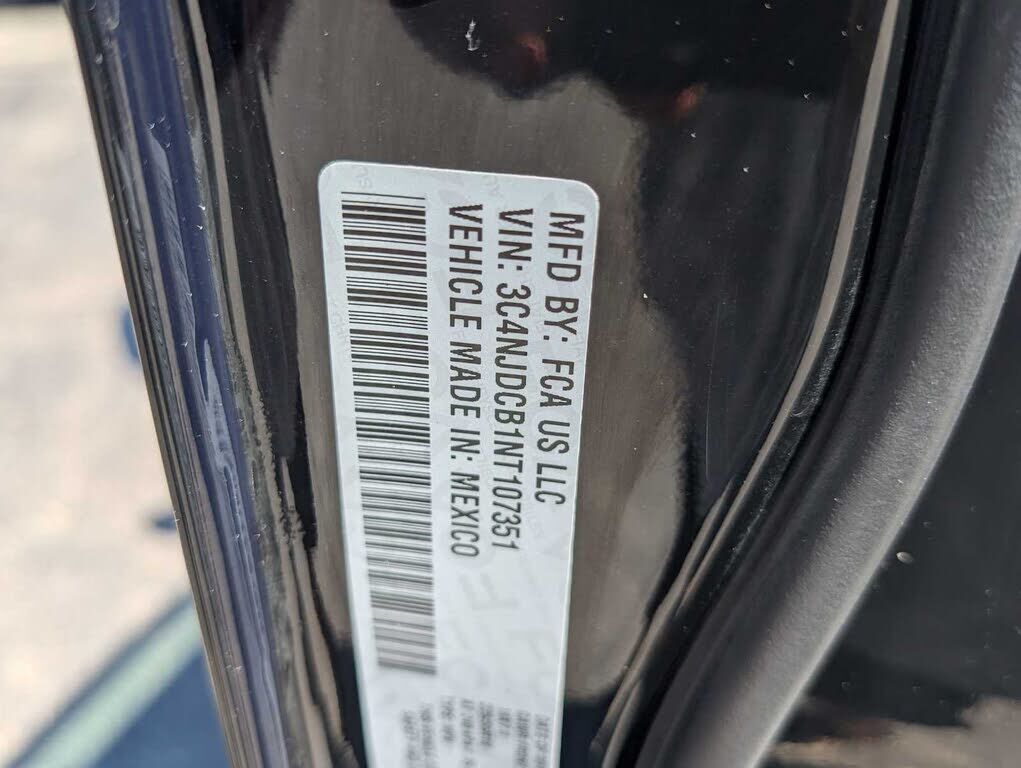 MFD BY: FCA US LLC
VIN: 3C4NJDCB1NT107351
VEHICLE MADE IN: MEXICO